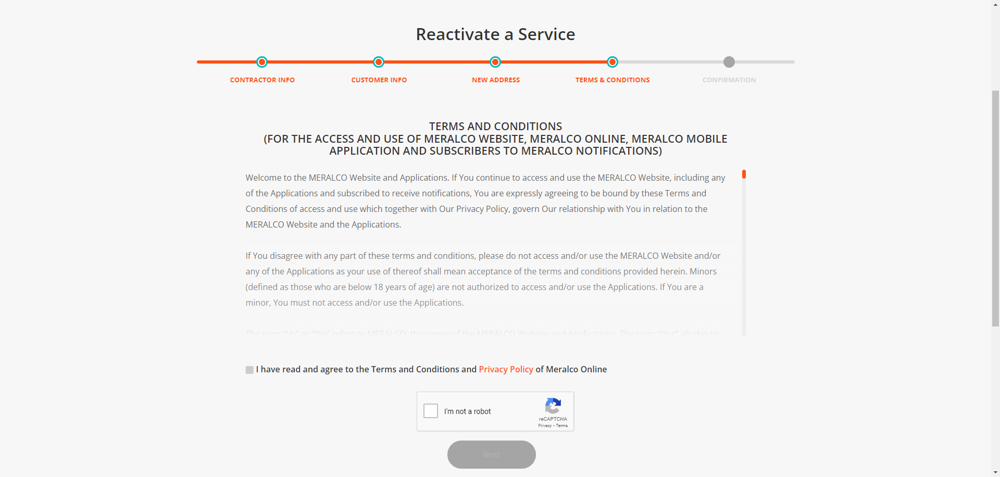 Reactivate a Service
CONTRACTOR INFO
CUSTOMER INFO
NEW ADDRESS
TERMS & CONDITIONS
CONFIRMATION
TERMS AND CONDITIONS
(FOR THE ACCESS AND USE OF MERALCO WEBSITE, MERALCO ONLINE, MERALCO MOBILE
APPLICATION AND SUBSCRIBERS TO MERALCO NOTIFICATIONS)
Welcome to the MERALCO Website and Applications. If You continue to access and use the MERALCO Website, including any
of the Applications and subscribed to receive notifications, You are expressly agreeing to be bound by these Terms and
Conditions of access and use which together with Our Privacy Policy, govern Our relationship with You in relation to the
MERALCO Website and the Applications.
If You disagree with any part of these terms and conditions, please do not access and/or use the MERALCO Website and/or
any of the Applications as your use of thereof shall mean acceptance of the terms and conditions provided herein. Minors
(defined as those who are below 18 years of age) are not authorized to access and/or use the Applications. If You are a
minor, You must not access and/or use the Applications.
The term “Us” or “We” refers to MERALCO, the owner of the MERALCO Website and Applications. The term “Our” alludes to
I have read and agree to the Terms and Conditions and Privacy Policy of Meralco Online
I'm not a robot
reCAPTCHA
Privacy - Terms
Next